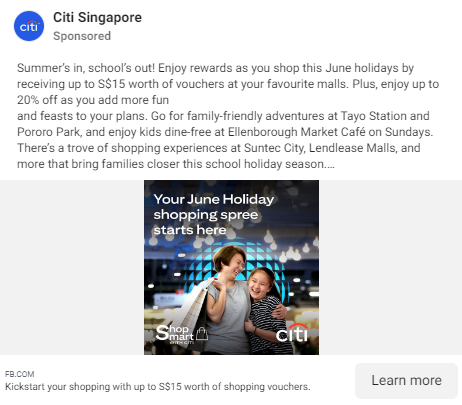 citi
Citi Singapore
Sponsored
Summer's in, school's out! Enjoy rewards as you shop this June holidays by
receiving up to S$15 worth of vouchers at your favourite malls. Plus, enjoy up to
20% off as you add more fun
and feasts to your plans. Go for family-friendly adventures at Tayo Station and
Pororo Park, and enjoy kids dine-free at Ellenborough Market Café on Sundays.
There's a trove of shopping experiences at Suntec City, Lendlease Malls, and
more that bring families closer this school holiday season....
Your June Holiday
shopping spree
starts here
Shop
Smart
WITH CITI
citi
FB.COM
Kickstart your shopping with up to S$15 worth of shopping vouchers.
Learn more